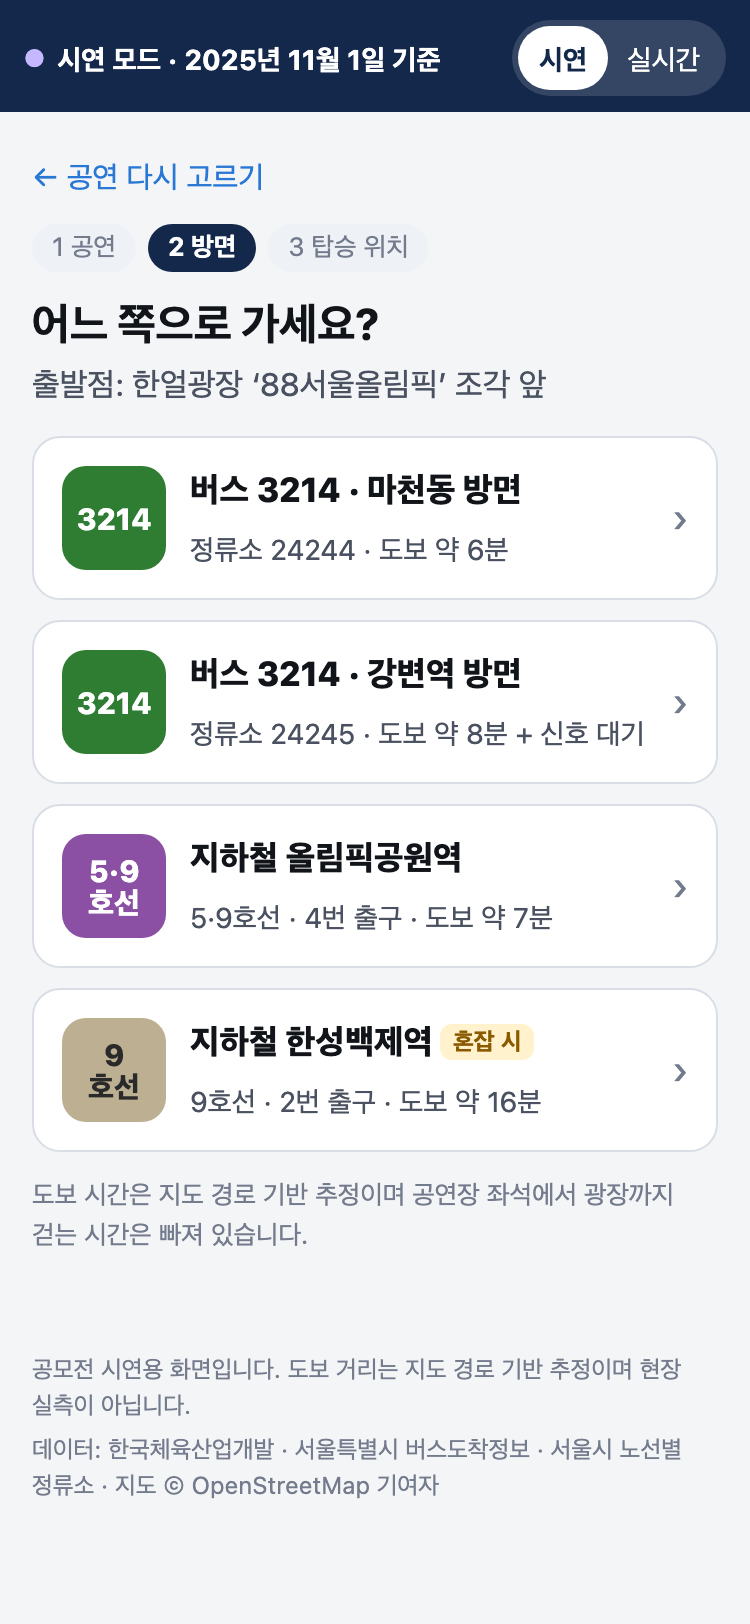 시연 모드 · 2025년 11월 1일 기준
시연 실시간
← 공연 다시 고르기
1 공연 2 방면 3 탑승 위치
어느 쪽으로 가세요?
출발점: 한얼광장 ‘88서울올림픽’ 조각 앞
3214
버스 3214 · 마천동 방면
정류소 24244 · 도보 약 6분
›
3214
버스 3214 · 강변역 방면
정류소 24245 · 도보 약 8분 + 신호 대기
›
5·9
호선
지하철 올림픽공원역
5·9호선 · 4번 출구 · 도보 약 7분
›
9
호선
지하철 한성백제역 혼잡 시
9호선 · 2번 출구 · 도보 약 16분
›
도보 시간은 지도 경로 기반 추정이며 공연장 좌석에서 광장까지
걷는 시간은 빠져 있습니다.
공모전 시연용 화면입니다. 도보 거리는 지도 경로 기반 추정이며 현장
실측이 아닙니다.
데이터: 한국체육산업개발 · 서울특별시 버스도착정보 · 서울시 노선별
정류소 · 지도 © OpenStreetMap 기여자